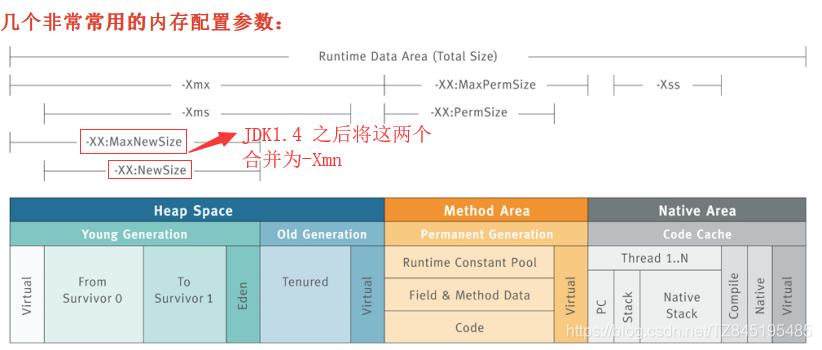 几个非常常用的内存配置参数：
Runtime Data Area (Total Size)
-Xmx
-XX:MaxPermSize
-Xss
-Xms
-XX:PermSize
-XX:MaxNewSize
JDK1.4 之后将这两个
合并为-Xmn
-XX:NewSize
Heap Space
Method Area
Native Area
Young Generation
Old Generation
Permanent Generation
Code Cache
Virtual
From
Survivor 0
To
Survivor 1
Eden
Tenured
Virtual
Runtime Constant Pool
Field & Method Data
Code
Virtual
Thread 1..N
PC
Stack
Native
Stack
Compile
Native
Virtual
https://blog.csdn.net/TZ845195485